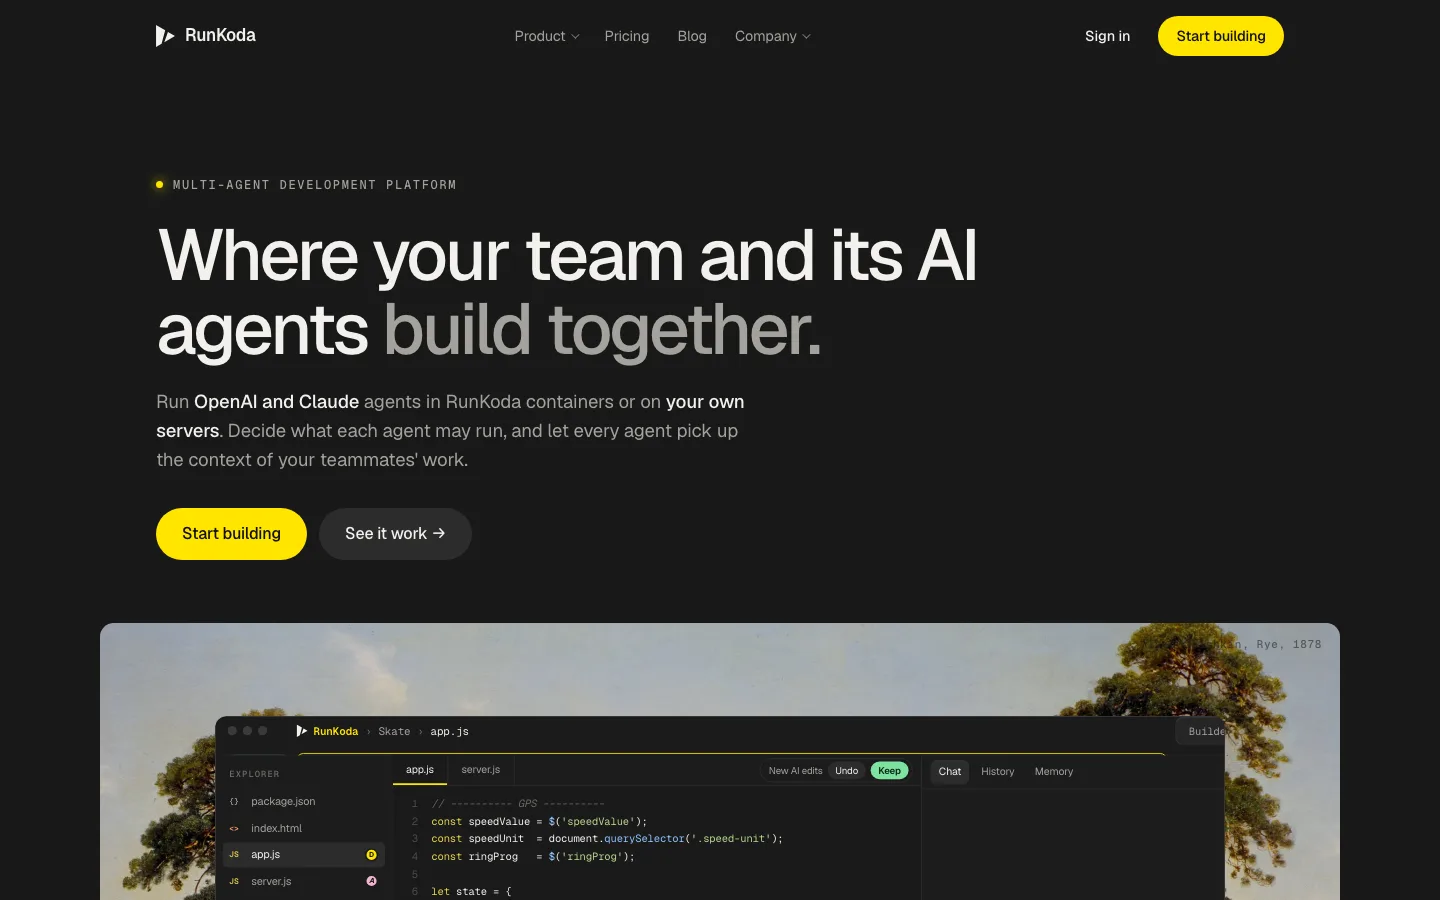 RunKoda
Product
Pricing
Blog
Company
Sign in
Start building
MULTI-AGENT DEVELOPMENT PLATFORM
Where your team and its AI
agents build together.
Run OpenAI and Claude agents in RunKoda containers or on your own
servers. Decide what each agent may run, and let every agent pick up
the context of your teammates' work.
Start building
See it work →
, Rye, 1878
RunKoda › Skate › app.js
EXPLORER
app.js
server.js
New AI edits
Undo
Keep
Chat
History
Memory
{} package.json
<> index.html
JS app.js D
JS server.js A
1 // ---------- GPS ----------
2 const speedValue = $('speedValue');
3 const speedUnit = document.querySelector('.speed-unit');
4 const ringProg = $('ringProg');
5
6 let state = {